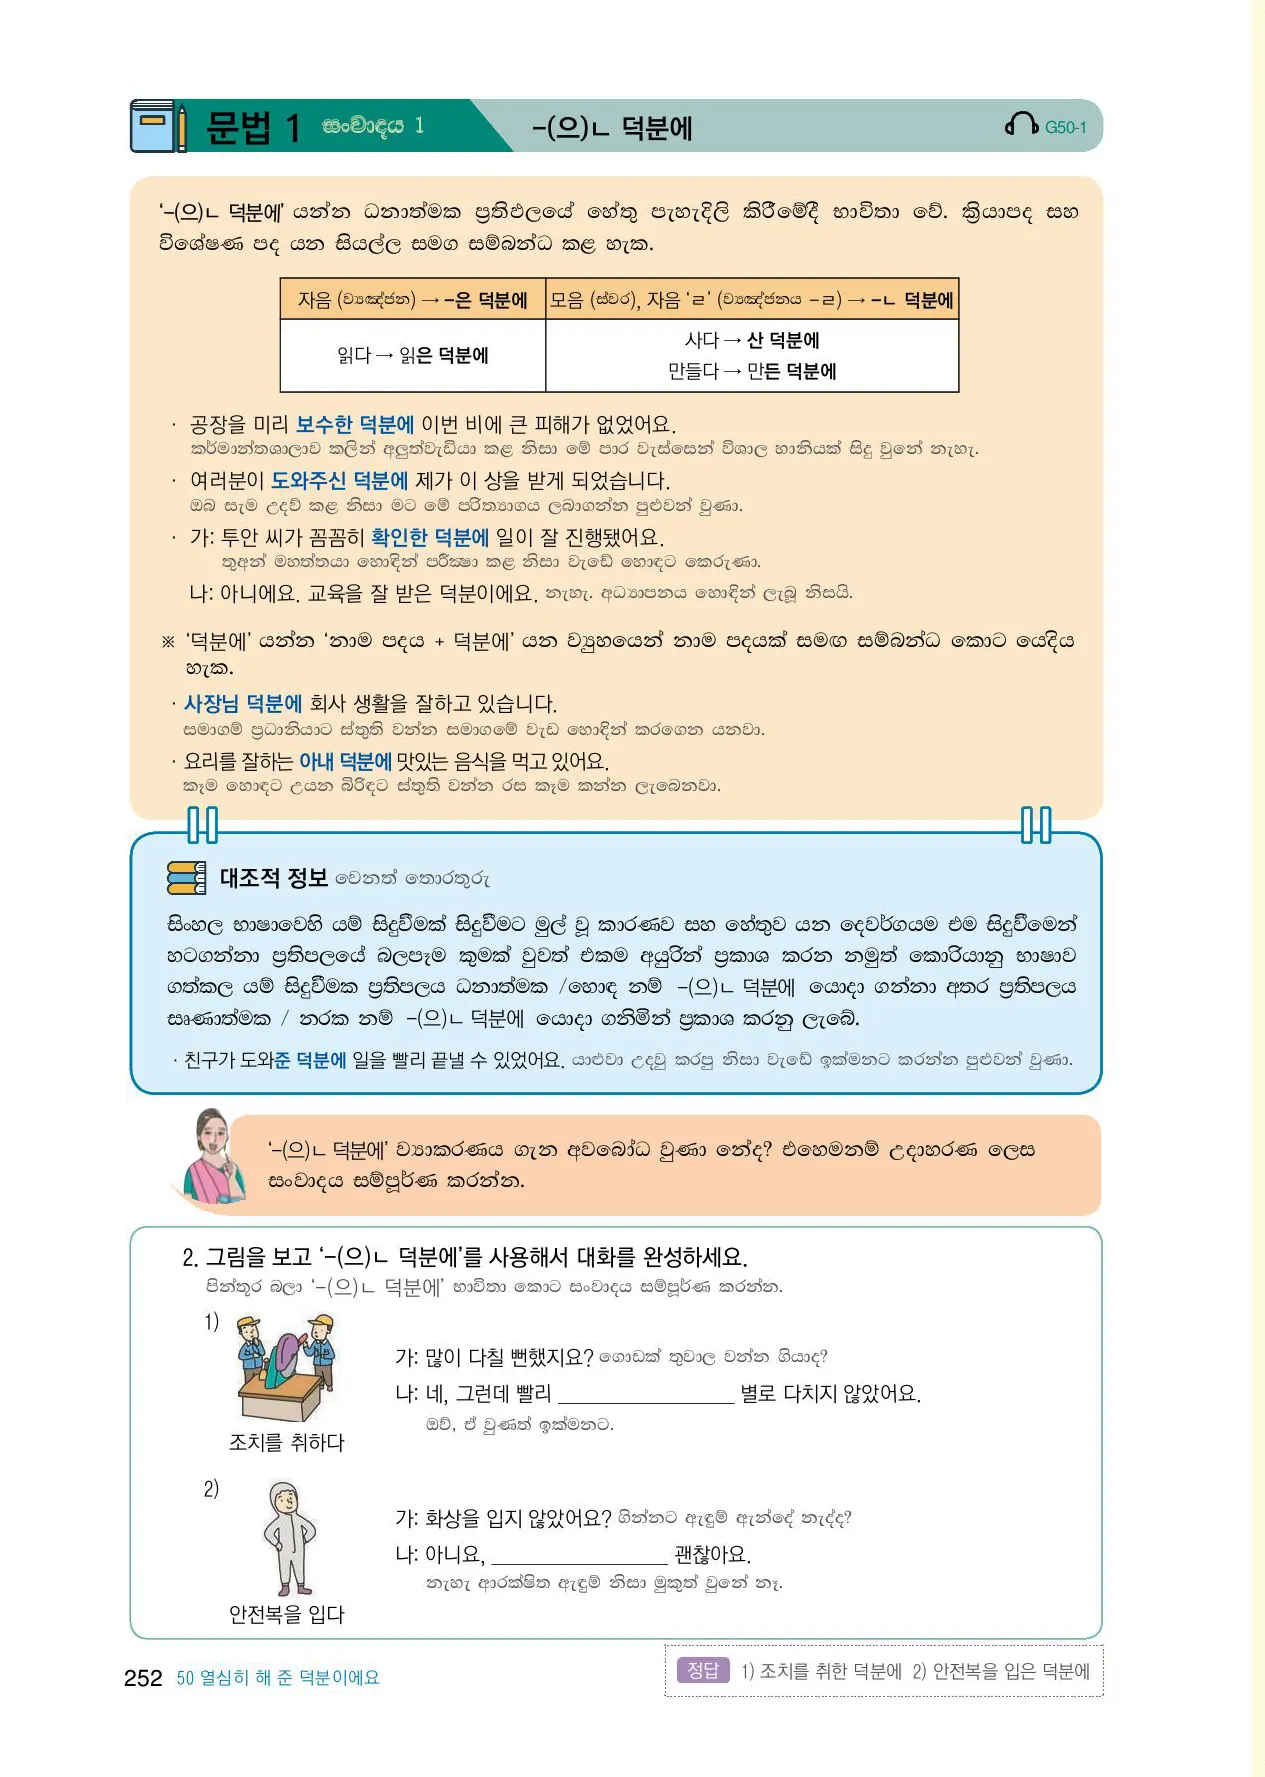 문법 1 සංවාදය 1 -(으)ㄴ 덕분에 G50-1
‘-(으)ㄴ 덕분에’ යන්න ධනාත්මක ප්‍රතිඵලයේ හේතු පැහැදිලි කිරීමේදී භාවිතා වේ. ක්‍රියාපද සහ
විශේෂණ පද යන සියල්ල සමග සම්බන්ධ කළ හැක.
자음 (ව්‍යඤ්ජන) → -은 덕분에 모음 (ස්වර), 자음 ‘ㄹ’ (ව්‍යඤ්ජනය -ㄹ) → -ㄴ 덕분에
읽다 → 읽은 덕분에
사다 → 산 덕분에
만들다 → 만든 덕분에
· 공장을 미리 보수한 덕분에 이번 비에 큰 피해가 없었어요.
කර්මාන්තශාලාව කලින් අලුත්වැඩියා කළ නිසා මේ පාර වැස්සෙන් විශාල හානියක් සිදු වුනේ නැහැ.
· 여러분이 도와주신 덕분에 제가 이 상을 받게 되었습니다.
ඔබ සැම උදව් කළ නිසා මට මේ පරිත්‍යාගය ලබාගන්න පුළුවන් වුණා.
· 가: 투안 씨가 꼼꼼히 확인한 덕분에 일이 잘 진행됐어요.
තුඅන් මහත්තයා හොඳින් පරීක්‍ෂා කළ නිසා වැඩේ හොඳට කෙරුණා.
나: 아니에요. 교육을 잘 받은 덕분이에요. නැහැ. අධ්‍යාපනය හොඳින් ලැබූ නිසයි.
※ ‘덕분에’ යන්න ‘නාම පදය + 덕분에’ යන ව්‍යුහයෙන් නාම පදයක් සමඟ සම්බන්ධ කොට යෙදිය
හැක.
· 사장님 덕분에 회사 생활을 잘하고 있습니다.
සමාගම් ප්‍රධානියාට ස්තුති වන්න සමාගමේ වැඩ හොඳින් කරගෙන යනවා.
· 요리를 잘하는 아내 덕분에 맛있는 음식을 먹고 있어요.
කෑම හොඳට උයන බිරිඳට ස්තුති වන්න රස කෑම කන්න ලැබෙනවා.
대조적 정보 වෙනත් තොරතුරු
සිංහල භාෂාවෙහි යම් සිදුවීමක් සිදුවීමට මුල් වූ කාරණව සහ හේතුව යන දෙවර්ගයම එම සිදුවීමෙන්
හටගන්නා ප්‍රතිපලයේ බලපෑම කුමක් වුවත් එකම අයුරින් ප්‍රකාශ කරන නමුත් කොරියානු භාෂාව
ගත්කල යම් සිදුවීමක ප්‍රතිපලය ධනාත්මක /හොඳ නම් -(으)ㄴ 덕분에 යොදා ගන්නා අතර ප්‍රතිපලය
සෘණාත්මක / නරක නම් -(으)ㄴ 덕분에 යොදා ගනිමින් ප්‍රකාශ කරනු ලැබේ.
· 친구가 도와준 덕분에 일을 빨리 끝낼 수 있었어요. යාළුවා උදවු කරපු නිසා වැඩේ ඉක්මනට කරන්න පුළුවන් වුණා.
‘-(으)ㄴ 덕분에’ ව්‍යාකරණය ගැන අවබෝධ වුණා නේද? එහෙමනම් උදාහරණ ලෙස
සංවාදය සම්පූර්ණ කරන්න.
2. 그림을 보고 ‘-(으)ㄴ 덕분에’를 사용해서 대화를 완성하세요.
පින්තූර බලා ‘-(으)ㄴ 덕분에’ භාවිතා කොට සංවාදය සම්පූර්ණ කරන්න.
1)
가: 많이 다칠 뻔했지요? ගොඩක් තුවාල වන්න ගියාද?
나: 네, 그런데 빨리 ________________ 별로 다치지 않았어요.
ඔව්, ඒ වුණත් ඉක්මනට.
조치를 취하다
2)
가: 화상을 입지 않았어요? ගින්නට ඇඳුම් ඇන්දේ නැද්ද?
나: 아니요, ________________ 괜찮아요.
නැහැ ආරක්ෂිත ඇඳුම් නිසා මුකුත් වුනේ නෑ.
안전복을 입다
252 50 열심히 해 준 덕분이에요
정답 1) 조치를 취한 덕분에 2) 안전복을 입은 덕분에